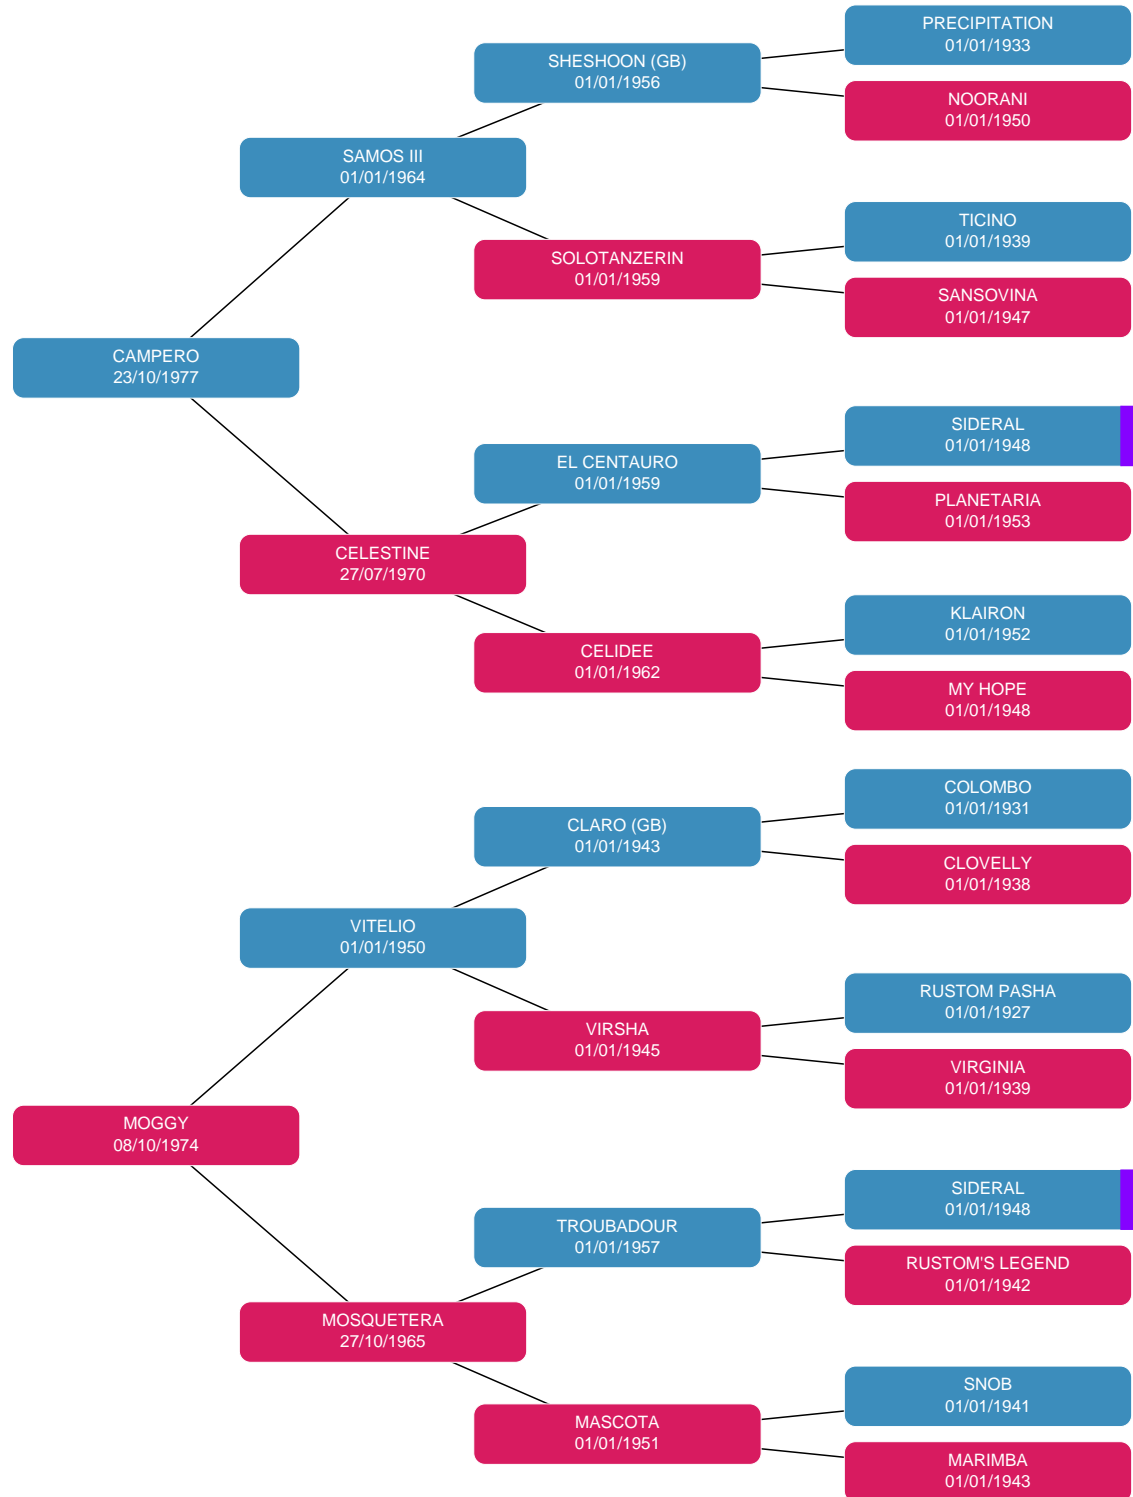 PRECIPITATION
01/01/1933
SHESHOON (GB)
01/01/1956
NOORANI
01/01/1950
SAMOS III
01/01/1964
TICINO
01/01/1939
SOLOTANZERIN
01/01/1959
SANSOVINA
01/01/1947
CAMPERO
23/10/1977
SIDERAL
01/01/1948
EL CENTAURO
01/01/1959
PLANETARIA
01/01/1953
CELESTINE
27/07/1970
KLAIRON
01/01/1952
CELIDEE
01/01/1962
MY HOPE
01/01/1948
COLOMBO
01/01/1931
CLARO (GB)
01/01/1943
CLOVELLY
01/01/1938
VITELIO
01/01/1950
RUSTOM PASHA
01/01/1927
VIRSHA
01/01/1945
VIRGINIA
01/01/1939
MOGGY
08/10/1974
SIDERAL
01/01/1948
TROUBADOUR
01/01/1957
RUSTOM'S LEGEND
01/01/1942
MOSQUETERA
27/10/1965
SNOB
01/01/1941
MASCOTA
01/01/1951
MARIMBA
01/01/1943